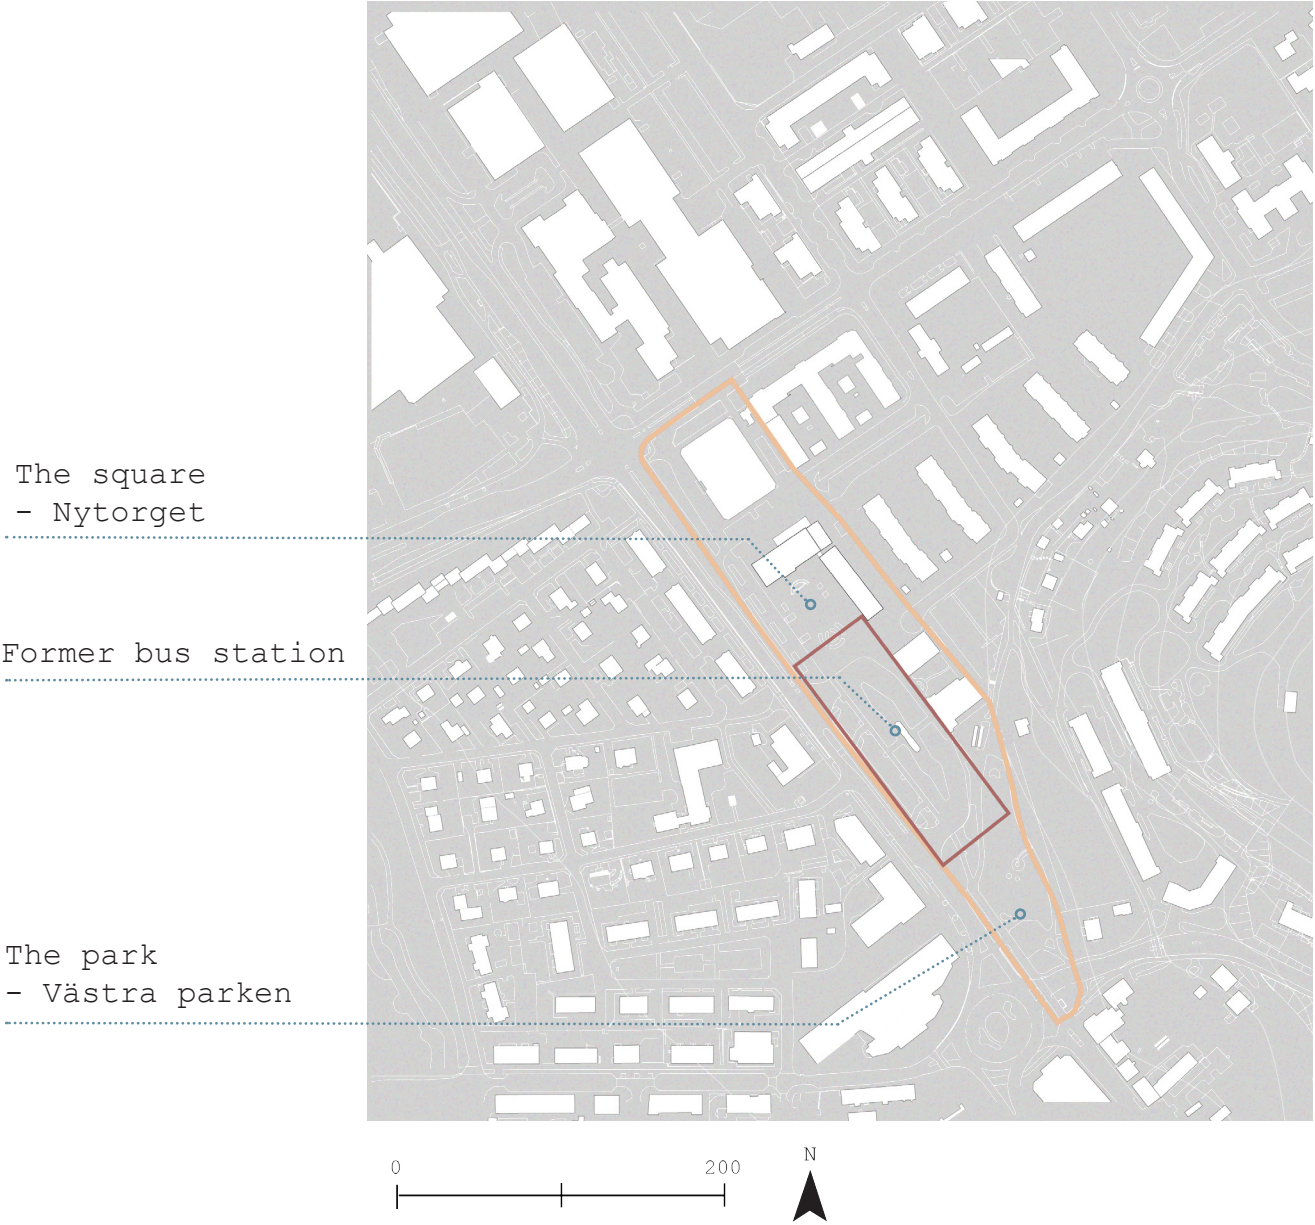 The square
- Nytorget
Former bus station
The park
- Västra parken
0 200 N